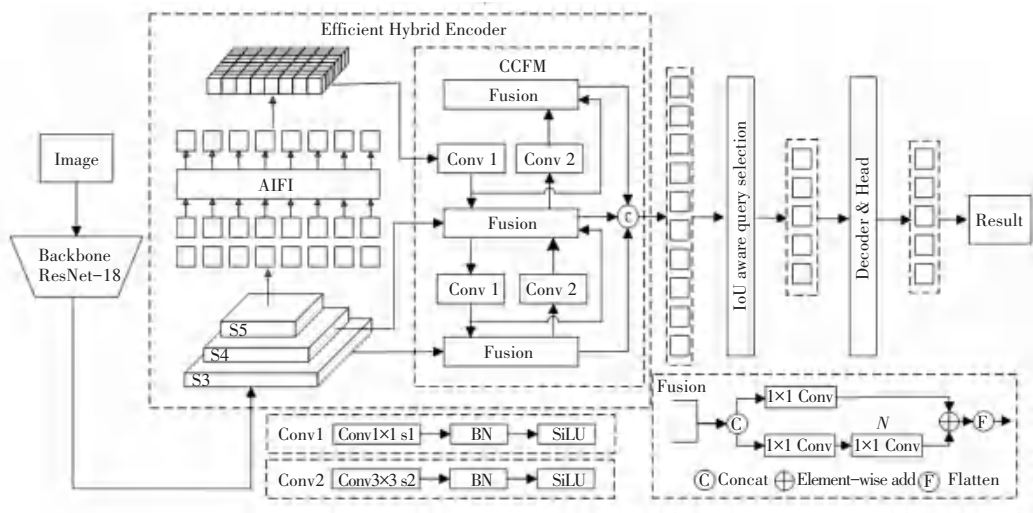 Efficient Hybrid Encoder
CCFM
Fusion
Image
Conv 1
Conv 2
AIFI
Fusion
C
IoU aware query selection
Decoder & Head
Result
Backbone
ResNet-18
Conv 1
Conv 2
S5
S4
S3
Fusion
Fusion
1×1 Conv
N
C
F
1×1 Conv
1×1 Conv
C Concat ⊕ Element-wise add F Flatten
Conv1 Conv1×1 s1 BN SiLU
Conv2 Conv3×3 s2 BN SiLU